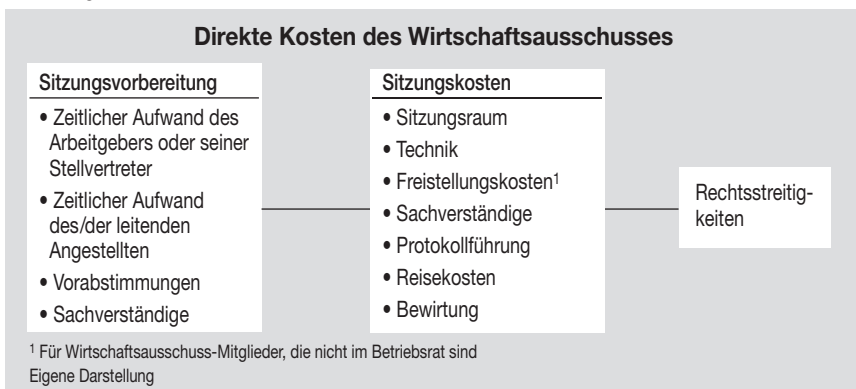 Direkte Kosten des Wirtschaftsausschusses
Sitzungsvorbereitung
• Zeitlicher Aufwand des
Arbeitgebers oder seiner
Stellvertreter
• Zeitlicher Aufwand
des/der leitenden
Angestellten
• Vorabstimmungen
• Sachverständige
Sitzungskosten
• Sitzungsraum
• Technik
• Freistellungskosten¹
• Sachverständige
• Protokollführung
• Reisekosten
• Bewirtung
Rechtsstreitig-
keiten
¹ Für Wirtschaftsausschuss-Mitglieder, die nicht im Betriebsrat sind
Eigene Darstellung